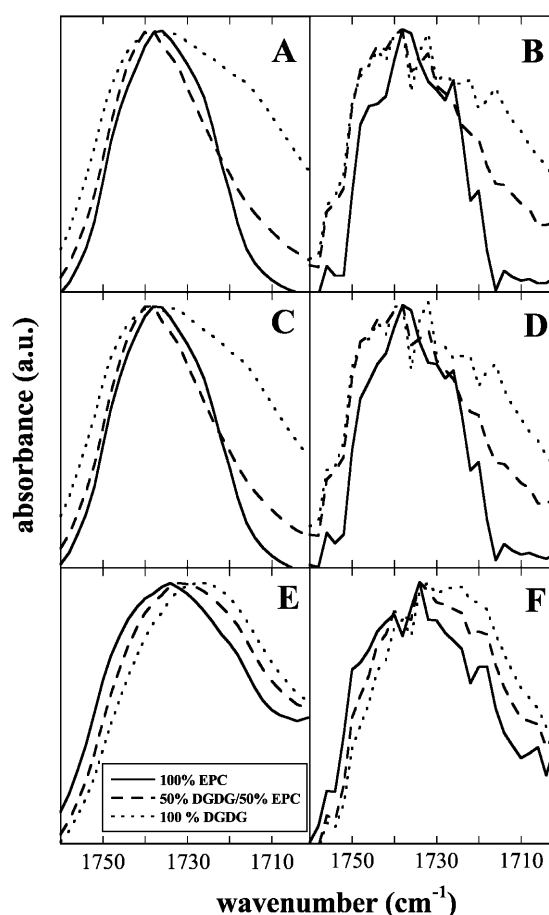 A
B
C
D
absorbance (a.u.)
E
F
100% EPC
50% DGDG/50% EPC
100 % DGDG
1750 1730 1710 1750 1730 1710
wavenumber (cm⁻¹)